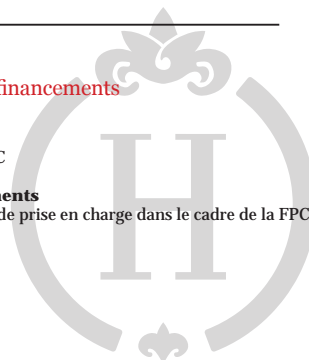 financements
C
ments
de prise en charge dans le cadre de la FPC
H